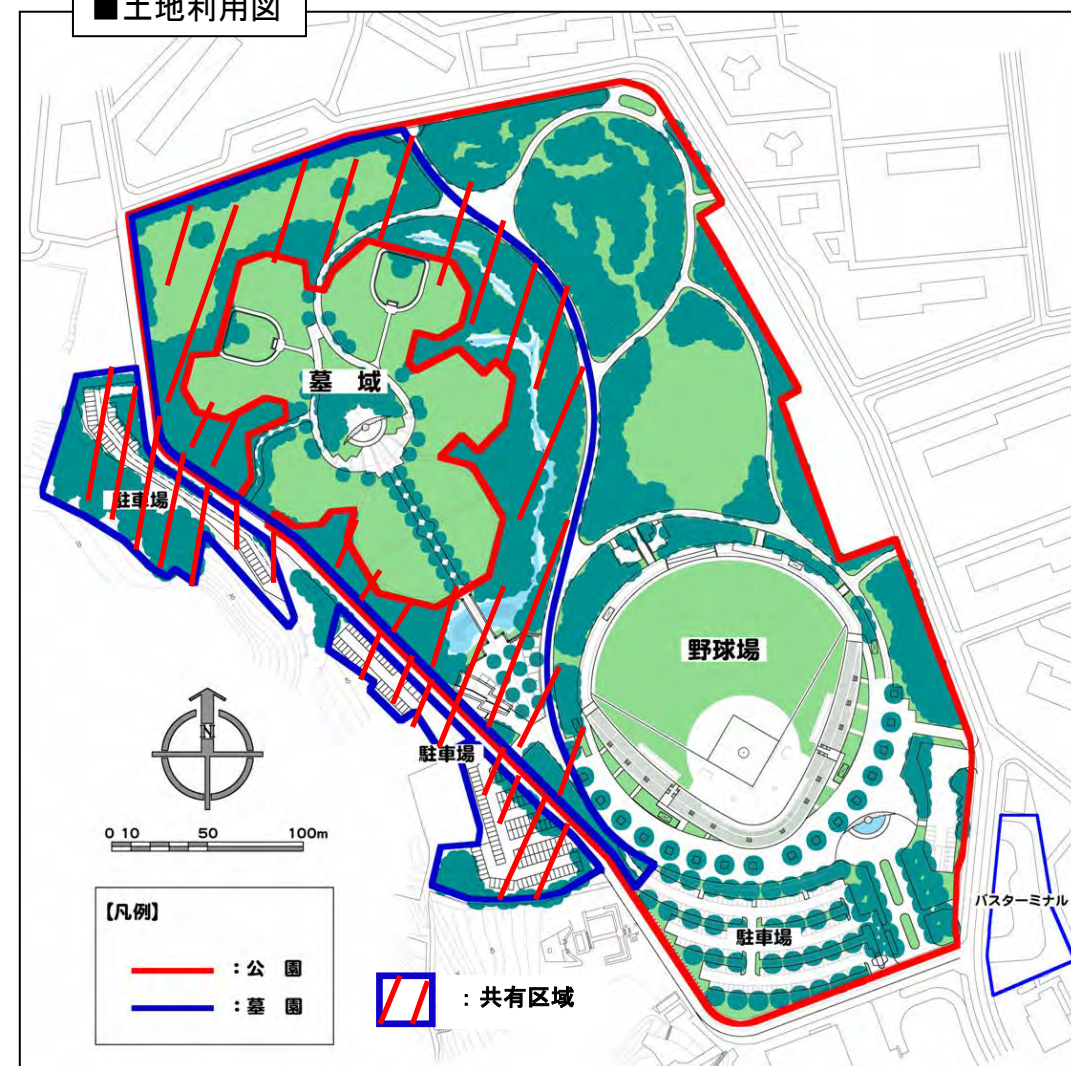 ■土地利用図
墓 域
駐車場
野球場
駐車場
N
0 10 50 100m
バスターミナル
駐車場
【凡例】
：公 園
：墓 園
：共有区域